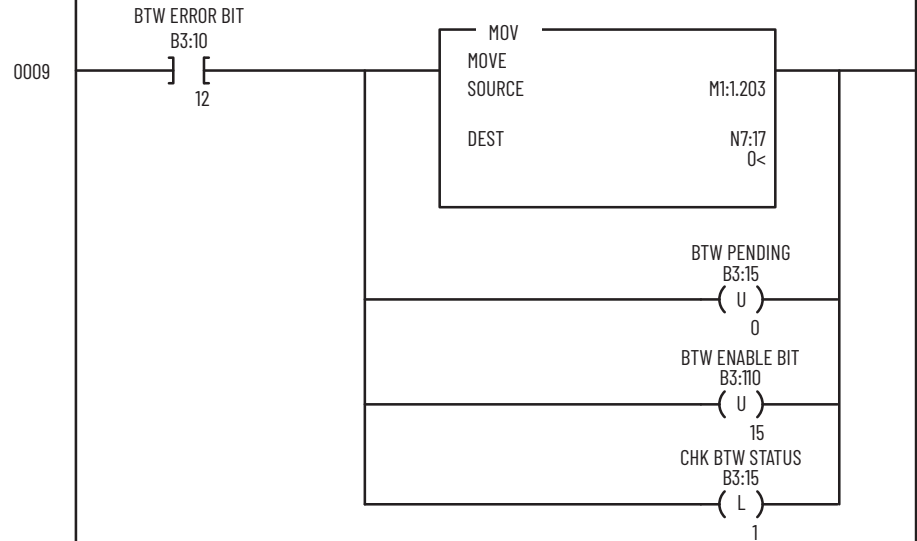 BTW ERROR BIT
B3:10
12
0009
MOV
MOVE
SOURCE M1:1.203
DEST N7:17
0<
BTW PENDING
B3:15
U
0
BTW ENABLE BIT
B3:110
U
15
CHK BTW STATUS
B3:15
L
1